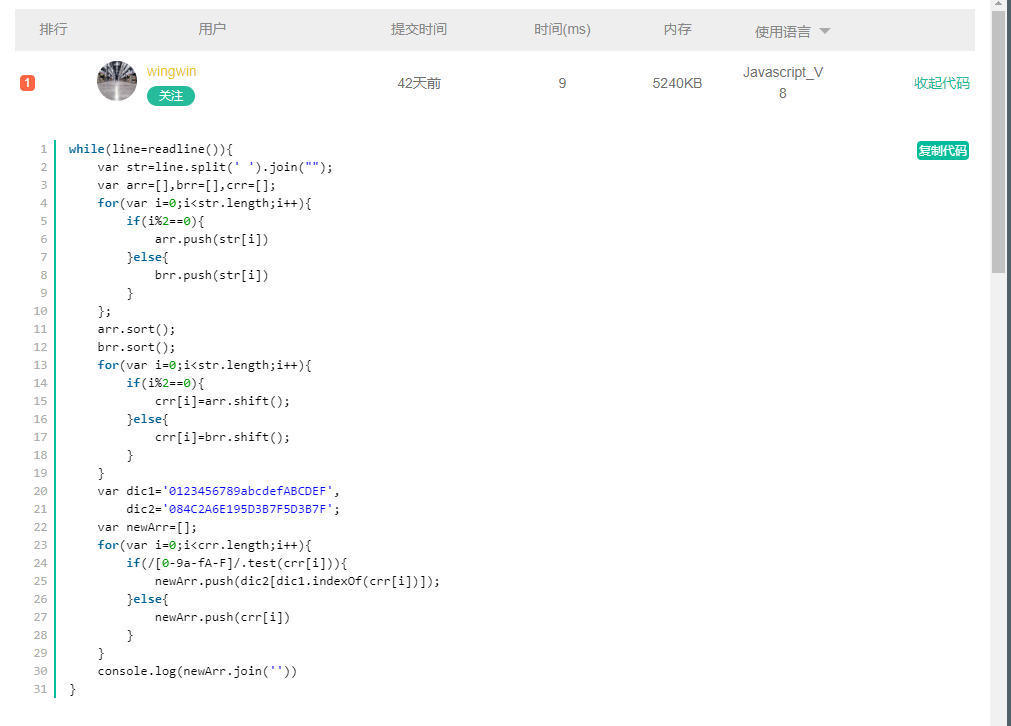 排行 用户 提交时间 时间(ms) 内存 使用语言
1 wingwin 关注 42天前 9 5240KB Javascript_V8 收起代码
复制代码
1 while(line=readline()){
2     var str=line.split(' ').join("");
3     var arr=[],brr=[],crr=[];
4     for(var i=0;i<str.length;i++){
5         if(i%2==0){
6             arr.push(str[i])
7         }else{
8             brr.push(str[i])
9         }
10     };
11     arr.sort();
12     brr.sort();
13     for(var i=0;i<str.length;i++){
14         if(i%2==0){
15             crr[i]=arr.shift();
16         }else{
17             crr[i]=brr.shift();
18         }
19     }
20     var dic1='0123456789abcdefABCDEF',
21         dic2='084C2A6E195D3B7F5D3B7F';
22     var newArr=[];
23     for(var i=0;i<crr.length;i++){
24         if(/[0-9a-fA-F]/.test(crr[i])){
25             newArr.push(dic2[dic1.indexOf(crr[i])]);
26         }else{
27             newArr.push(crr[i])
28         }
29     }
30     console.log(newArr.join(''))
31 }